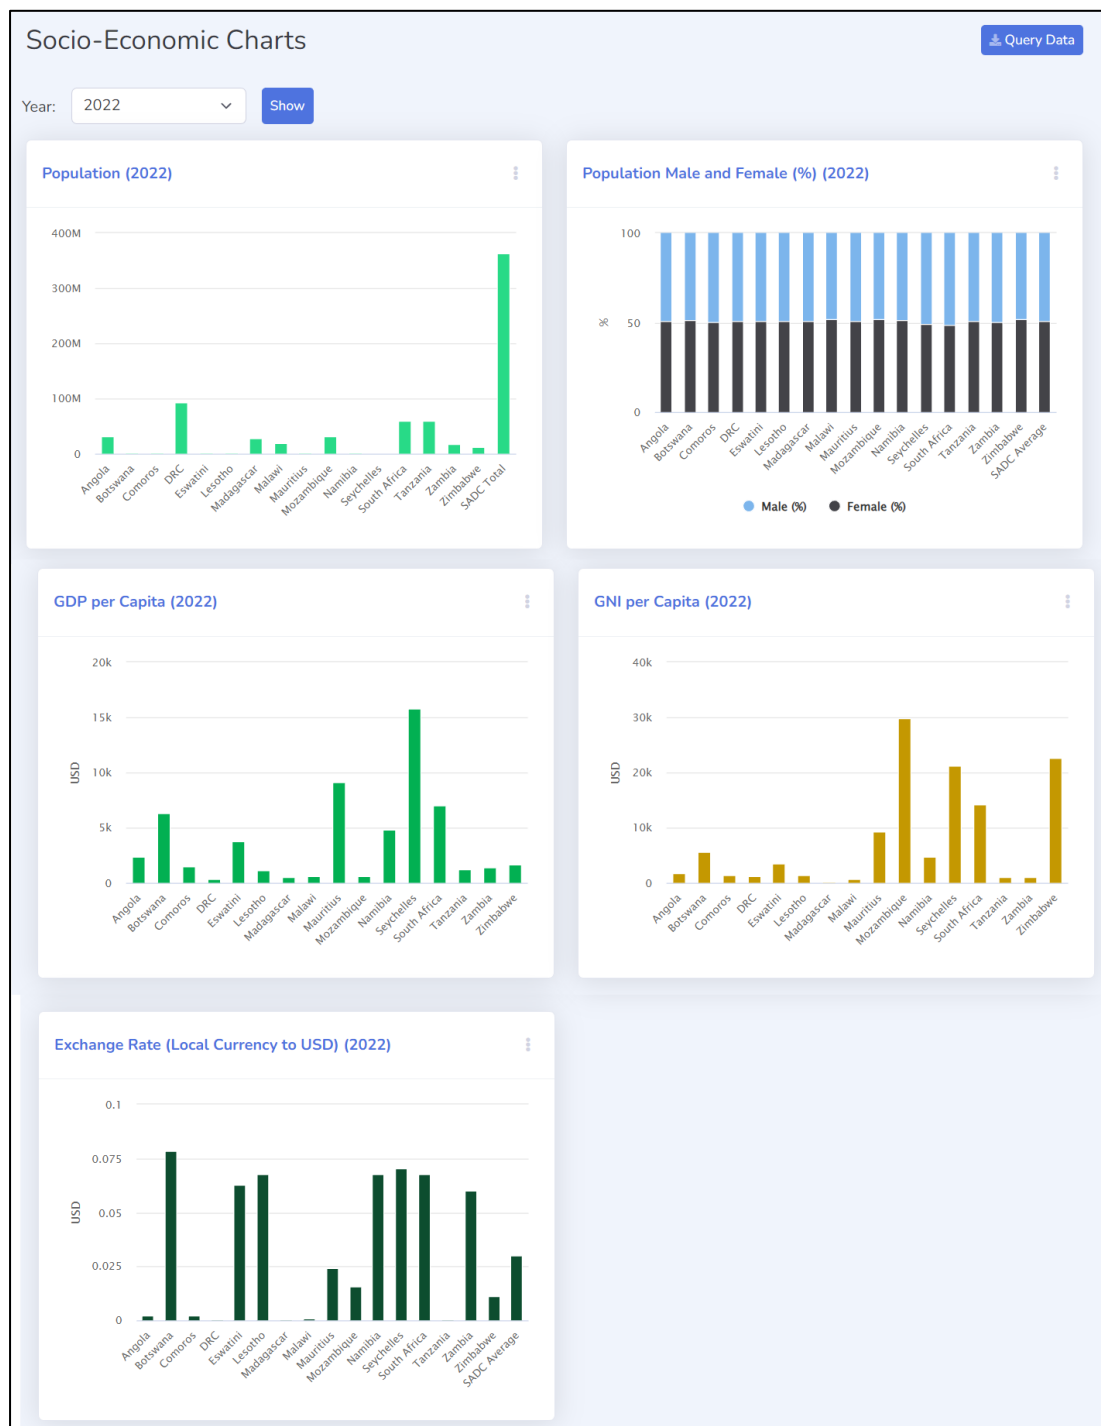 Socio-Economic Charts
Query Data
Year: 2022 Show
Population (2022)
400M
300M
200M
100M
0
Angola Botswana Comoros DRC Eswatini Lesotho Madagascar Malawi Mauritius Mozambique Namibia Seychelles South Africa Tanzania Zambia Zimbabwe SADC Total
Population Male and Female (%) (2022)
100
50
0
%
Angola Botswana Comoros DRC Eswatini Lesotho Madagascar Malawi Mauritius Mozambique Namibia Seychelles South Africa Tanzania Zambia Zimbabwe SADC Average
Male (%) Female (%)
GDP per Capita (2022)
20k
15k
10k
5k
0
USD
Angola Botswana Comoros DRC Eswatini Lesotho Madagascar Malawi Mauritius Mozambique Namibia Seychelles South Africa Tanzania Zambia Zimbabwe
GNI per Capita (2022)
40k
30k
20k
10k
0
USD
Angola Botswana Comoros DRC Eswatini Lesotho Madagascar Malawi Mauritius Mozambique Namibia Seychelles South Africa Tanzania Zambia Zimbabwe
Exchange Rate (Local Currency to USD) (2022)
0.1
0.075
0.05
0.025
0
USD
Angola Botswana Comoros DRC Eswatini Lesotho Madagascar Malawi Mauritius Mozambique Namibia Seychelles South Africa Tanzania Zambia Zimbabwe SADC Average